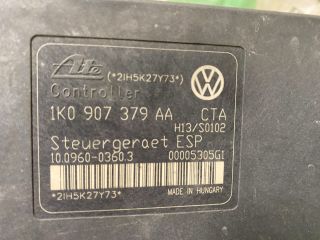 Ate (*2IH5K27Y73*)
Controller
1K0 907 379 AA CTA
H13/S0102
Steuergeraet ESP
10.0960-0360.3 00005305G1
*2IH5K27Y73*
MADE IN HUNGARY